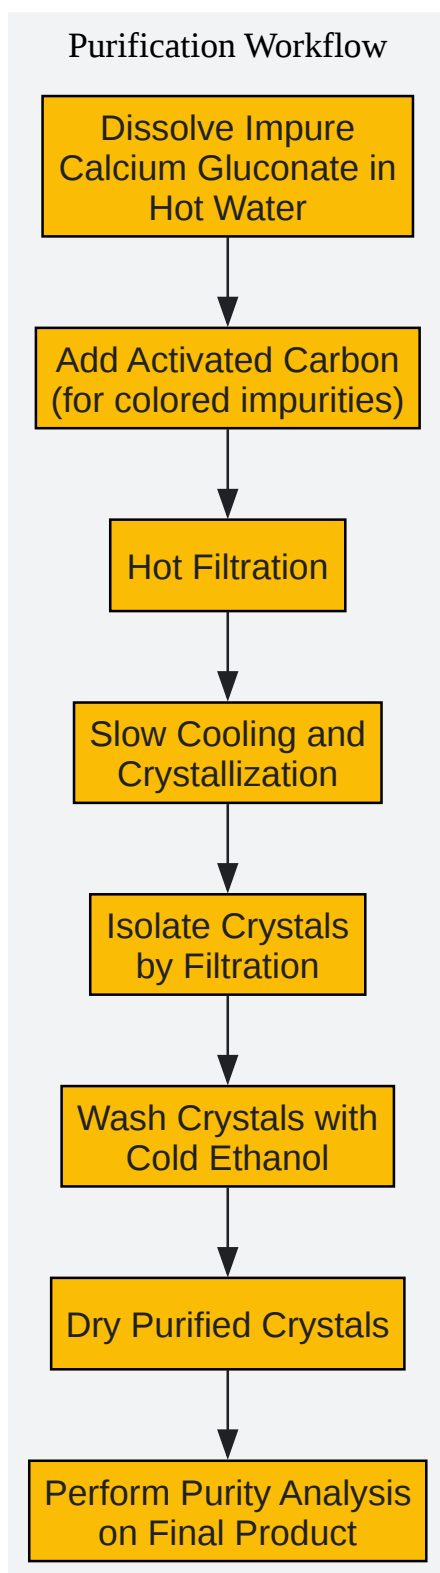 Purification Workflow
Dissolve Impure
Calcium Gluconate in
Hot Water
Add Activated Carbon
(for colored impurities)
Hot Filtration
Slow Cooling and
Crystallization
Isolate Crystals
by Filtration
Wash Crystals with
Cold Ethanol
Dry Purified Crystals
Perform Purity Analysis
on Final Product